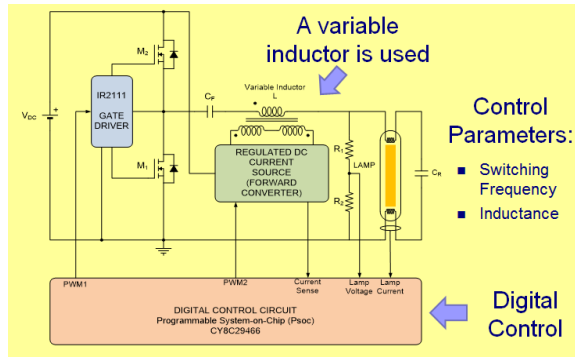 A variable
inductor is used
M2
IR2111
GATE
DRIVER
VDC
+
CF
Variable Inductor
L
REGULATED DC
CURRENT
SOURCE
(FORWARD
CONVERTER)
M1
R1
LAMP
R2
CR
Control
Parameters:
Switching
Frequency
Inductance
PWM1
PWM2
Current
Sense
Lamp
Voltage
Lamp
Current
DIGITAL CONTROL CIRCUIT
Programmable System-on-Chip (Psoc)
CY8C29466
Digital
Control